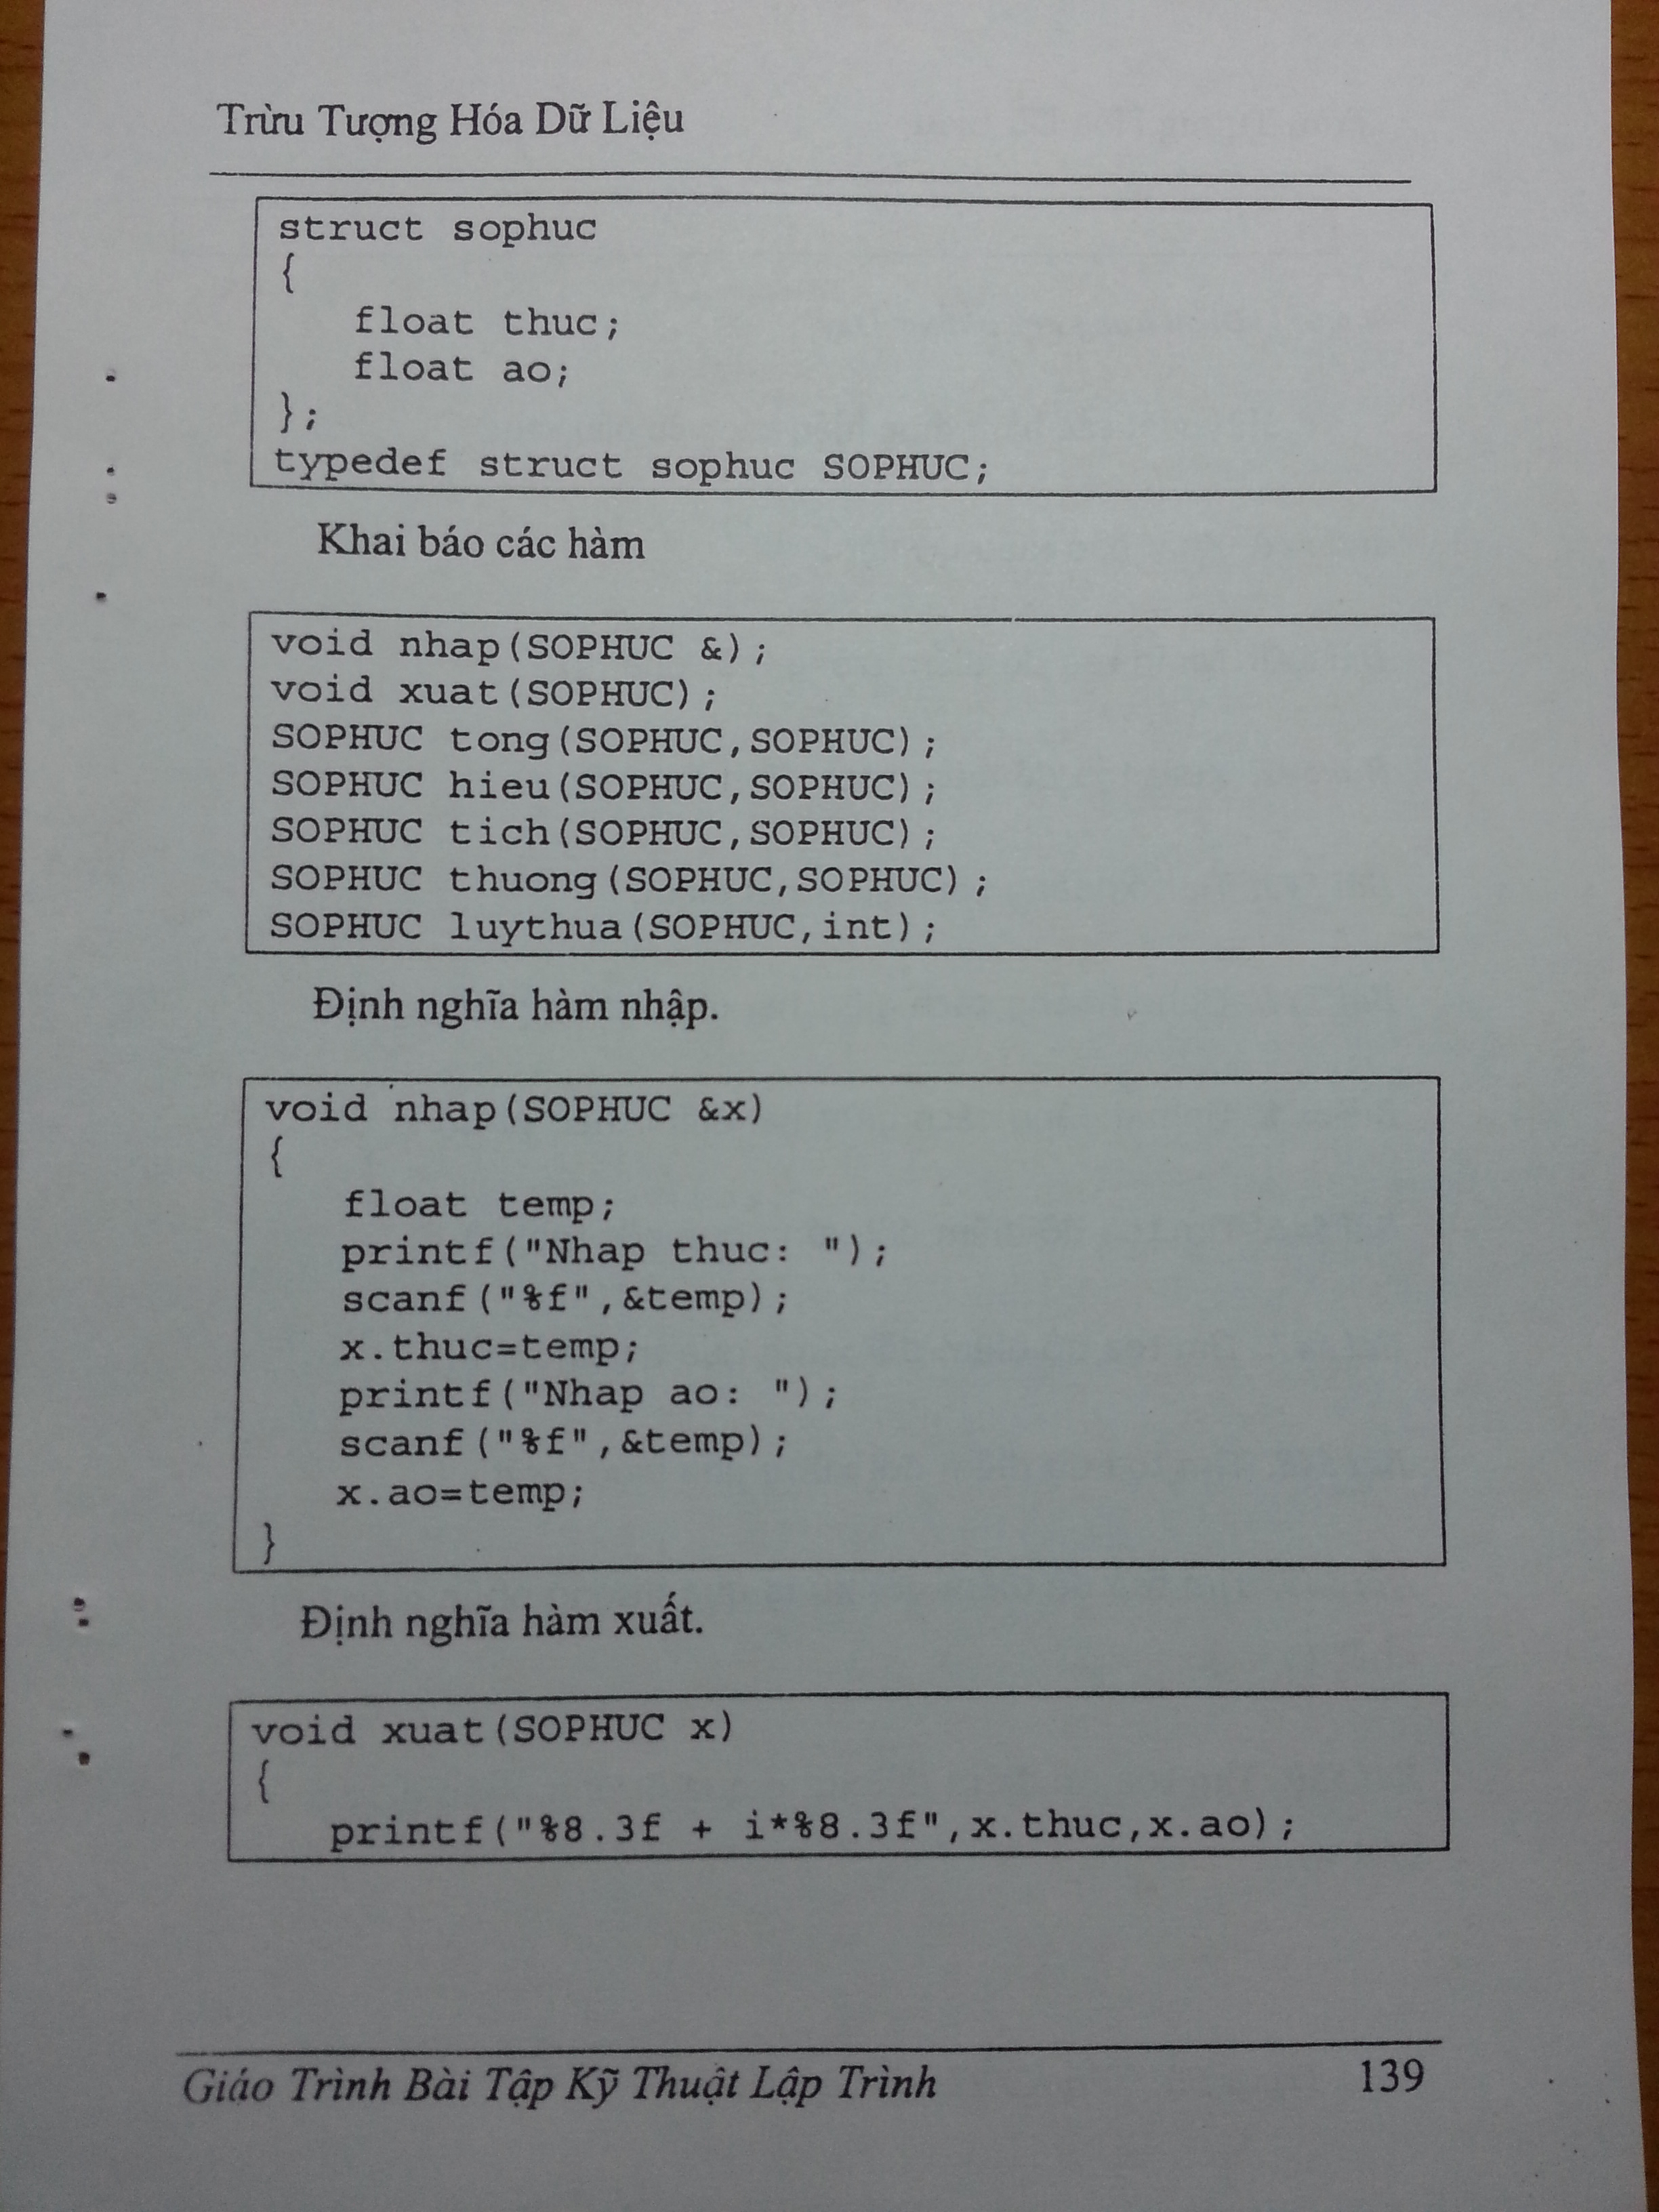 Trừu Tượng Hóa Dữ Liệu
struct sophuc
{
float thuc;
float ao;
};
typedef struct sophuc SOPHUC;
Khai báo các hàm
void nhap(SOPHUC &);
void xuat(SOPHUC);
SOPHUC tong(SOPHUC,SOPHUC);
SOPHUC hieu(SOPHUC,SOPHUC);
SOPHUC tich(SOPHUC,SOPHUC);
SOPHUC thuong(SOPHUC,SOPHUC);
SOPHUC luythua(SOPHUC,int);
Định nghĩa hàm nhập.
void nhap(SOPHUC &x)
{
float temp;
printf("Nhap thuc: ");
scanf("%f",&temp);
x.thuc=temp;
printf("Nhap ao: ");
scanf("%f",&temp);
x.ao=temp;
}
Định nghĩa hàm xuất.
void xuat(SOPHUC x)
{
printf("%8.3f + i*%8.3f",x.thuc,x.ao);
Giáo Trình Bài Tập Kỹ Thuật Lập Trình 139